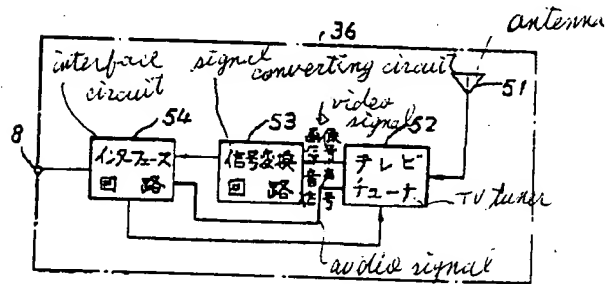 36
antenna
interface
circuit
signal
converting circuit
51
video
signal
54
53
52
8
インタフェース
回路
信号変換
回路
画像
信号
音声
信号
テレビ
チューナ
TV tuner
audio signal